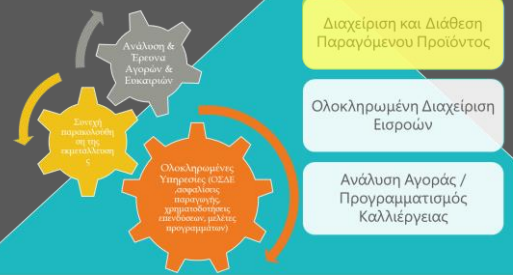 Ανάλυση &
Έρευνα
Αγορών &
Ευκαιριών
Συνεχή
παρακολούθη
ση της
εκμετάλλευση
ς
Ολοκληρωμένες
Υπηρεσίες (ΟΣΔΕ
,ασφαλίσεις
παραγωγής,
χρηματοδοτήσεις
επενδύσεων, μελέτες
προγραμμάτων)
Διαχείριση και Διάθεση
Παραγόμενου Προϊόντος
Ολοκληρωμένη Διαχείριση
Εισροών
Ανάλυση Αγοράς /
Προγραμματισμός
Καλλιέργειας